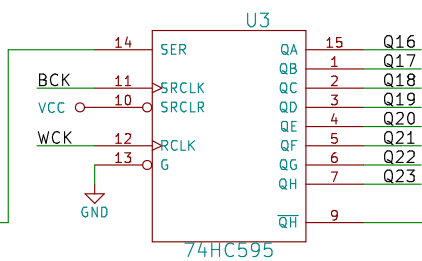 U3
14 SER QA 15 Q16
QB 1 Q17
BCK 11 SRCLK QC 2 Q18
VCC 10 SRCLR QD 3 Q19
QE 4 Q20
WCK 12 RCLK QF 5 Q21
13 G QG 6 Q22
QH 7 Q23
GND
QH 9
74HC595